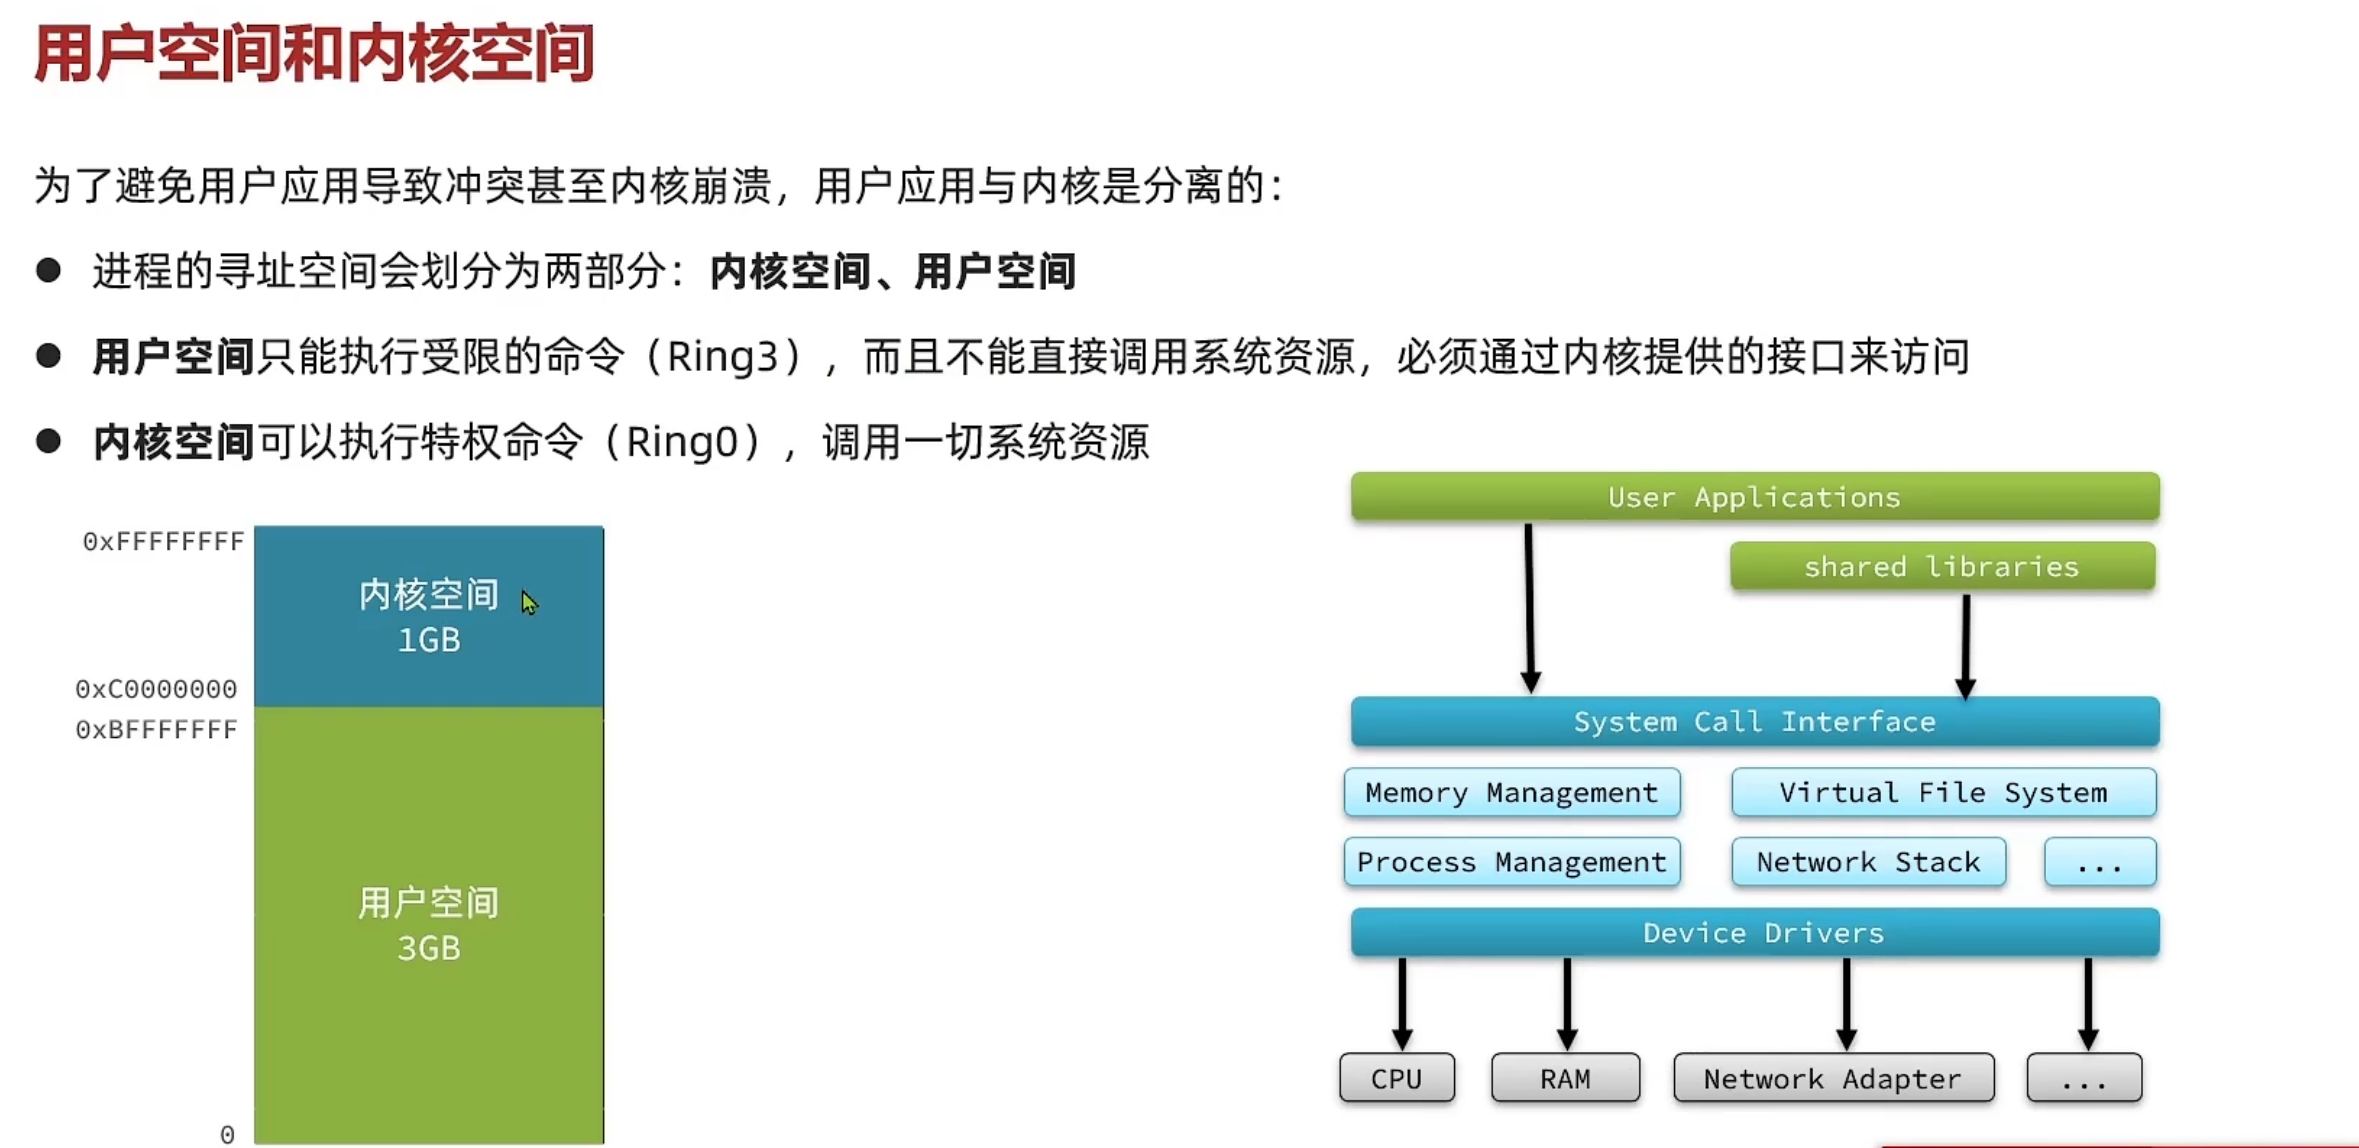 用户空间和内核空间
为了避免用户应用导致冲突甚至内核崩溃，用户应用与内核是分离的：
● 进程的寻址空间会划分为两部分：内核空间、用户空间
● 用户空间只能执行受限的命令（Ring3），而且不能直接调用系统资源，必须通过内核提供的接口来访问
● 内核空间可以执行特权命令（Ring0），调用一切系统资源
0xFFFFFFFF
内核空间
1GB
0xC0000000
0xBFFFFFFF
用户空间
3GB
0
User Applications
shared libraries
System Call Interface
Memory Management
Virtual File System
Process Management
Network Stack
...
Device Drivers
CPU
RAM
Network Adapter
...